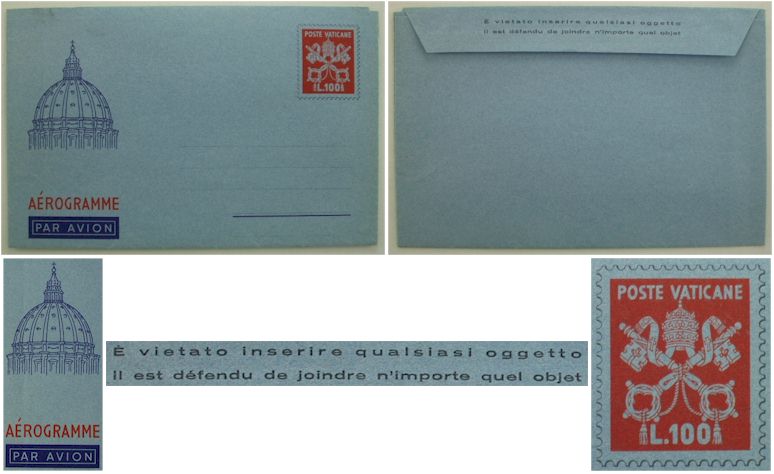 POSTE VATICANE
L.100
AÉROGRAMME
PAR AVION
È vietato inserire qualsiasi oggetto
il est défendu de joindre n'importe quel objet
AÉROGRAMME
PAR AVION
È vietato inserire qualsiasi oggetto
il est défendu de joindre n'importe quel objet
POSTE VATICANE
L.100